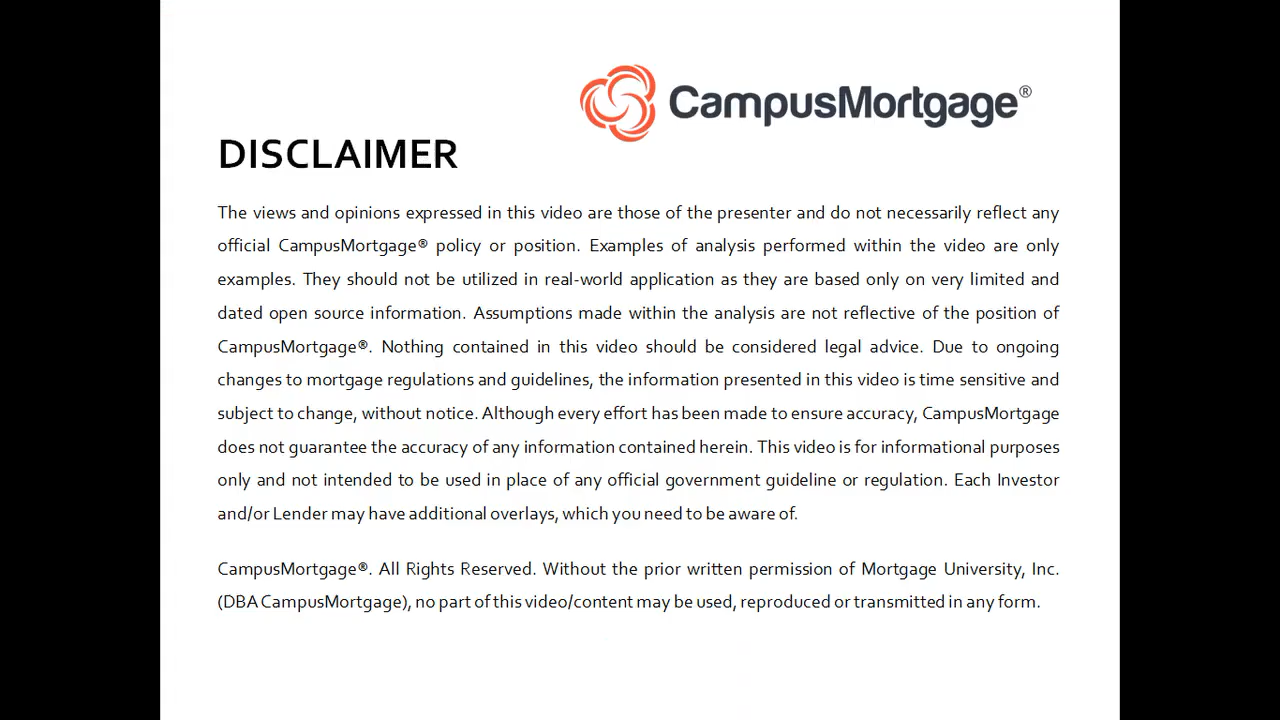 CampusMortgage®
DISCLAIMER
The views and opinions expressed in this video are those of the presenter and do not necessarily reflect any
official CampusMortgage® policy or position. Examples of analysis performed within the video are only
examples. They should not be utilized in real-world application as they are based only on very limited and
dated open source information. Assumptions made within the analysis are not reflective of the position of
CampusMortgage®. Nothing contained in this video should be considered legal advice. Due to ongoing
changes to mortgage regulations and guidelines, the information presented in this video is time sensitive and
subject to change, without notice. Although every effort has been made to ensure accuracy, CampusMortgage
does not guarantee the accuracy of any information contained herein. This video is for informational purposes
only and not intended to be used in place of any official government guideline or regulation. Each Investor
and/or Lender may have additional overlays, which you need to be aware of.
CampusMortgage®. All Rights Reserved. Without the prior written permission of Mortgage University, Inc.
(DBA CampusMortgage), no part of this video/content may be used, reproduced or transmitted in any form.